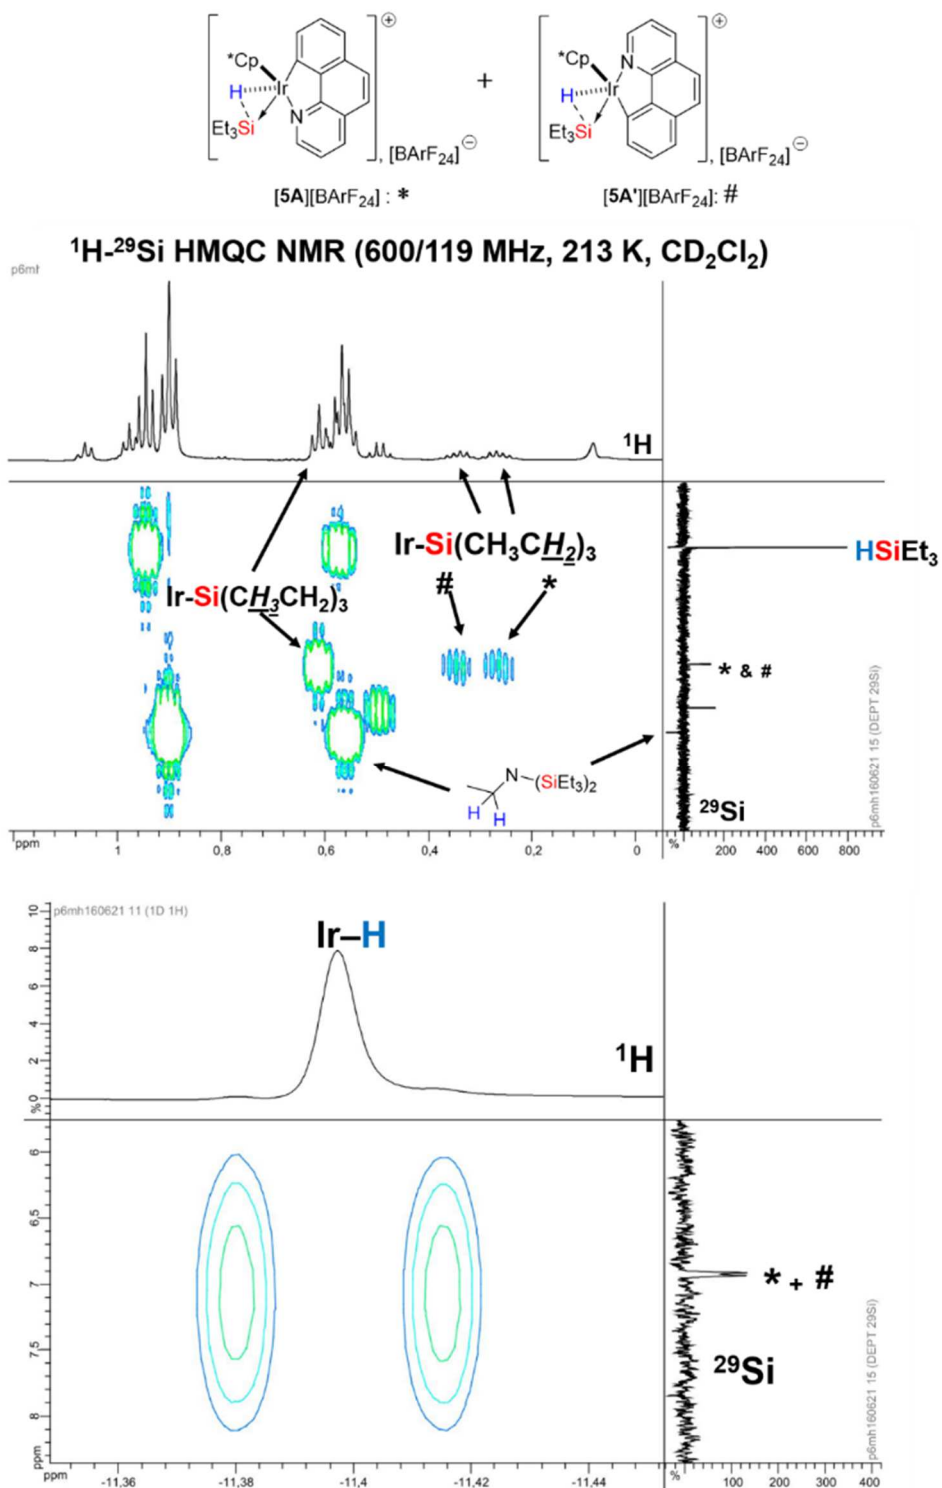 *Cp
H
Ir
Et3Si
N
⊕
, [BArF24]⊖
[5A][BArF24] : *
+
*Cp
N
H
Ir
Et3Si
⊕
, [BArF24]⊖
[5A'][BArF24]: #
1H-29Si HMQC NMR (600/119 MHz, 213 K, CD2Cl2)
1H
HSiEt3
Ir-Si(CH3CH2)3
# *
Ir-Si(CH3CH2)3
* & #
N
(SiEt3)2
H H
29Si
p6mh160621 15 (DEPT 29Si)
ppm 1 0,8 0,6 0,4 0,2 0
% 200 400 600 800
p6mh160621 11 (1D 1H)
Ir–H
1H
10
8
6
4
2
0
%
6
6,5
7
7,5
8
ppm
* + #
29Si
p6mh160621 15 (DEPT 29Si)
ppm -11,36 -11,38 -11,4 -11,42 -11,44
% 100 200 300 400